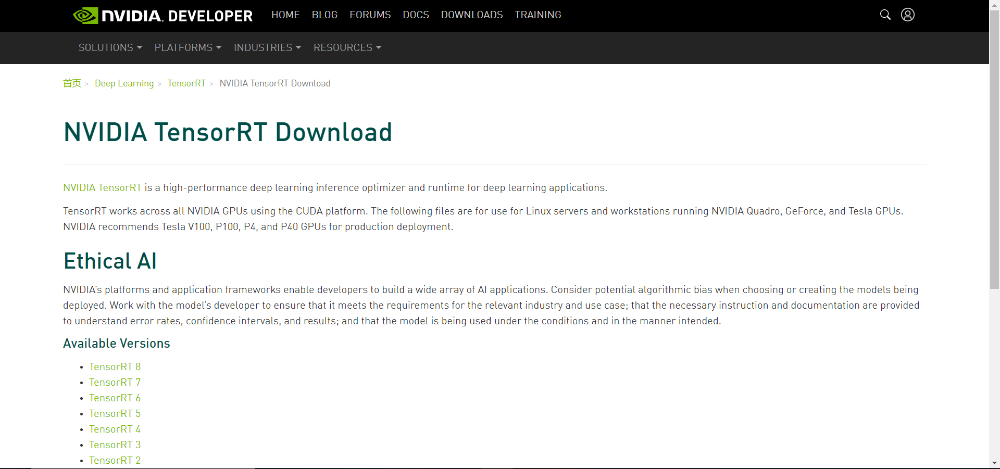 NVIDIA. DEVELOPER HOME BLOG FORUMS DOCS DOWNLOADS TRAINING
SOLUTIONS PLATFORMS INDUSTRIES RESOURCES
首页 > Deep Learning > TensorRT > NVIDIA TensorRT Download
NVIDIA TensorRT Download
NVIDIA TensorRT is a high-performance deep learning inference optimizer and runtime for deep learning applications.
TensorRT works across all NVIDIA GPUs using the CUDA platform. The following files are for use for Linux servers and workstations running NVIDIA Quadro, GeForce, and Tesla GPUs.
NVIDIA recommends Tesla V100, P100, P4, and P40 GPUs for production deployment.
Ethical AI
NVIDIA’s platforms and application frameworks enable developers to build a wide array of AI applications. Consider potential algorithmic bias when choosing or creating the models being
deployed. Work with the model’s developer to ensure that it meets the requirements for the relevant industry and use case; that the necessary instruction and documentation are provided
to understand error rates, confidence intervals, and results; and that the model is being used under the conditions and in the manner intended.
Available Versions
• TensorRT 8
• TensorRT 7
• TensorRT 6
• TensorRT 5
• TensorRT 4
• TensorRT 3
• TensorRT 2